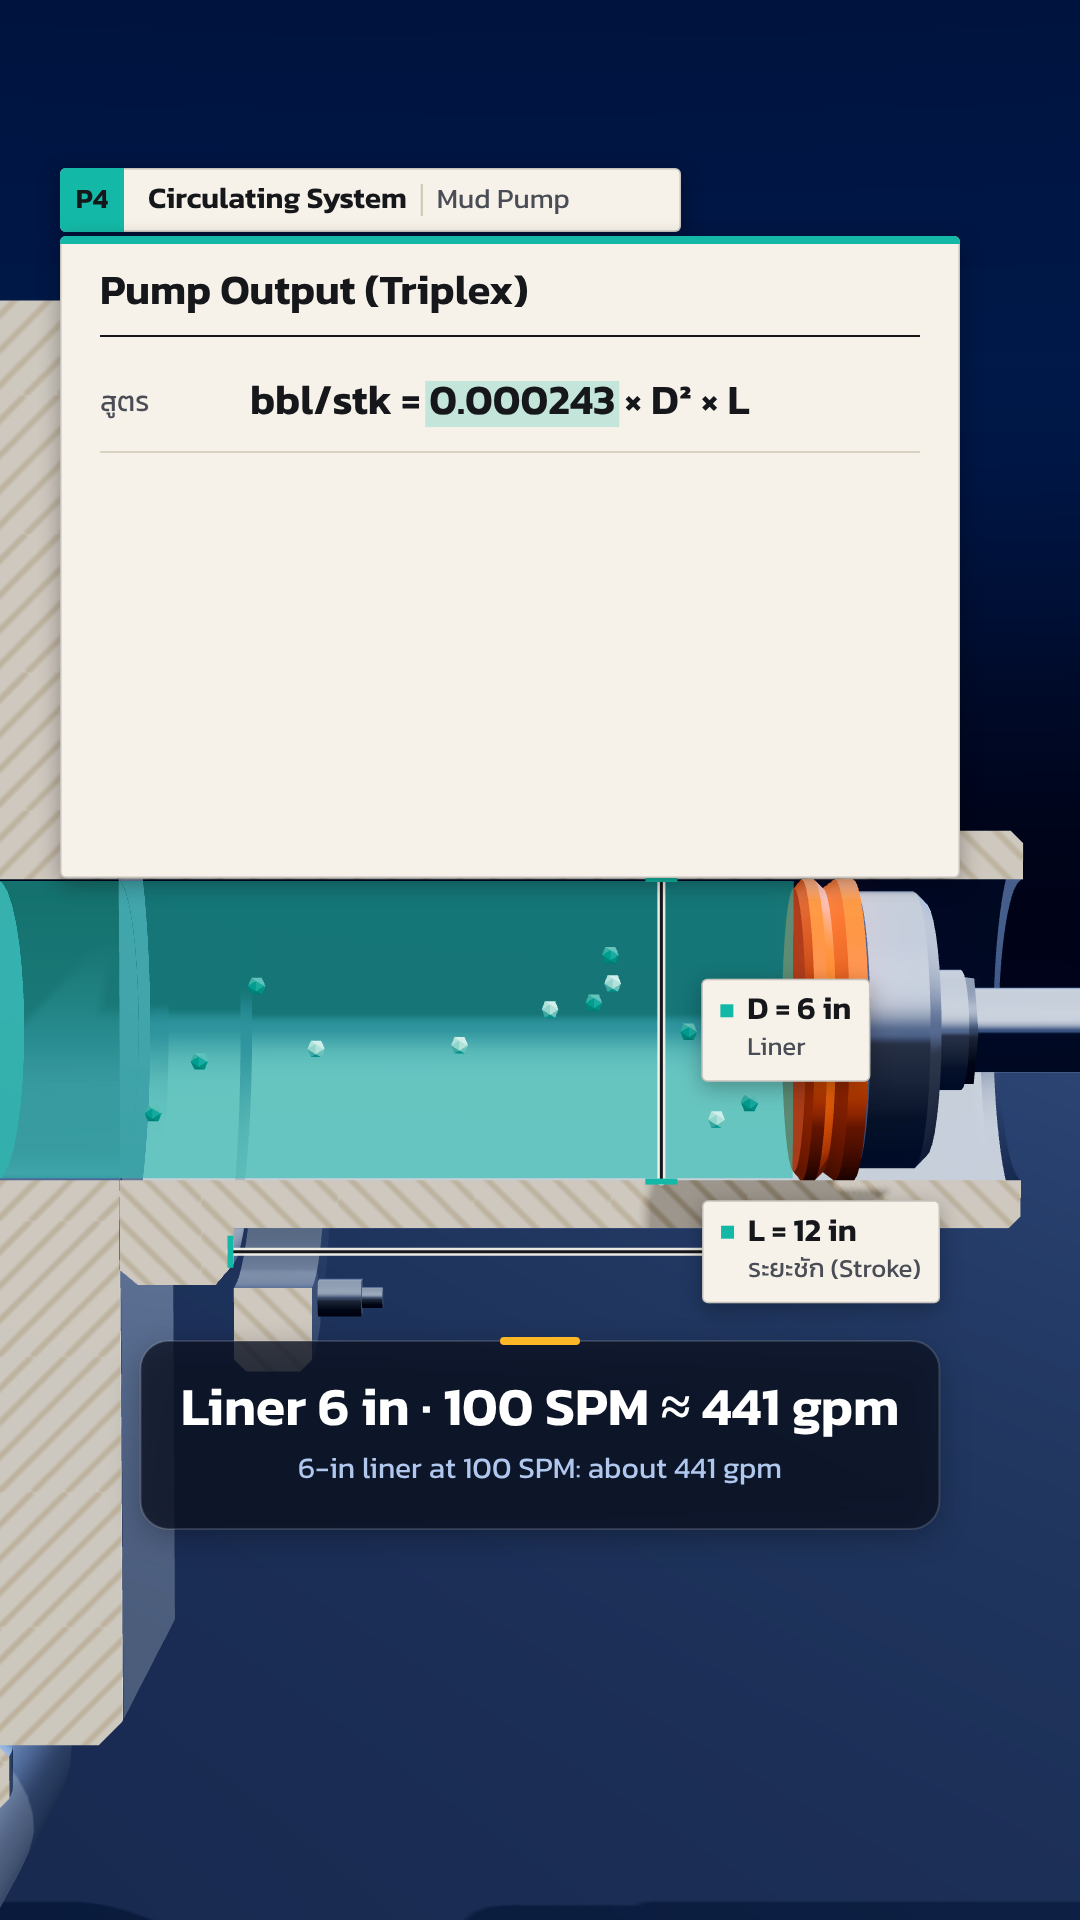 P4 Circulating System | Mud Pump
Pump Output (Triplex)
สูตร bbl/stk = 0.000243 × D² × L
D = 6 in
Liner
L = 12 in
ระยะชัก (Stroke)
Liner 6 in · 100 SPM ≈ 441 gpm
6-in liner at 100 SPM: about 441 gpm